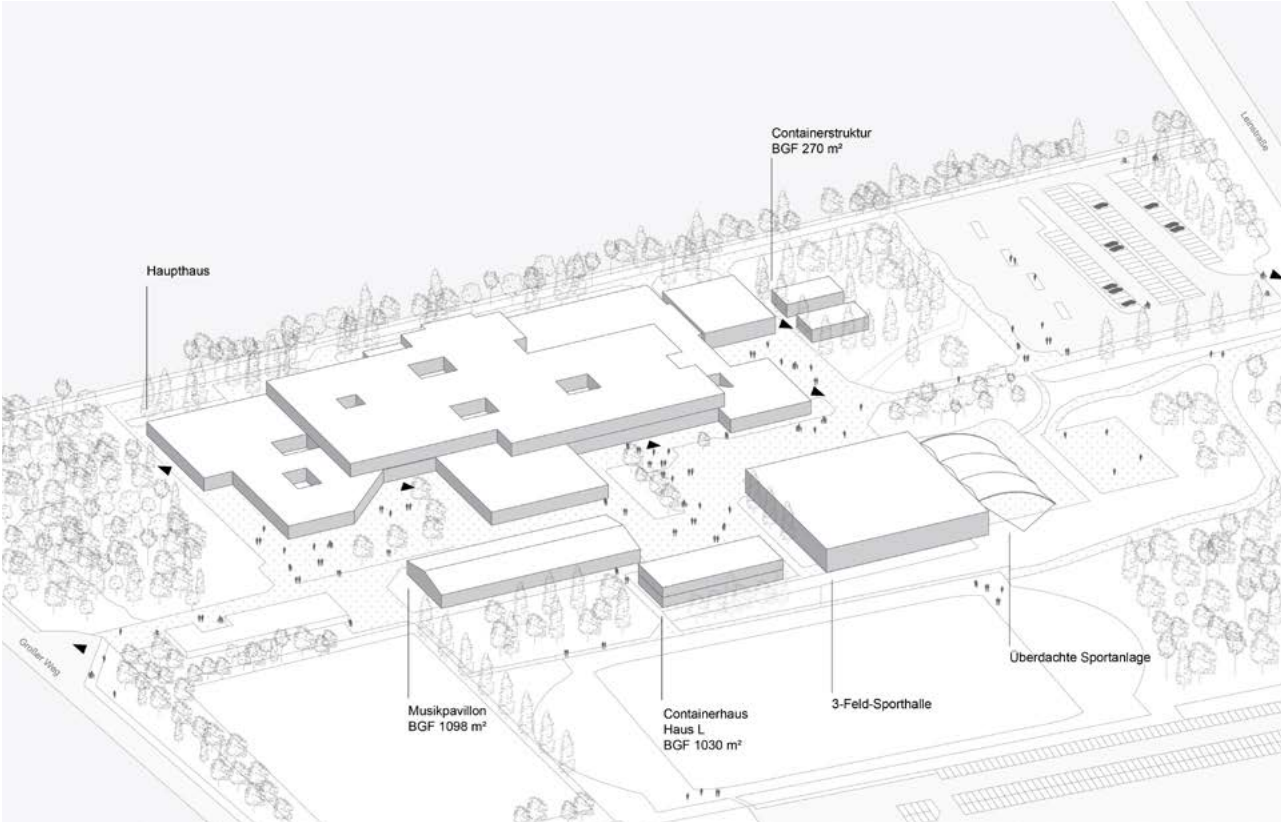 Leinstraße
Containerstruktur
BGF 270 m²
Haupthaus
Großer Weg
Überdachte Sportanlage
3-Feld-Sporthalle
Musikpavillon
BGF 1098 m²
Containerhaus
Haus L
BGF 1030 m²